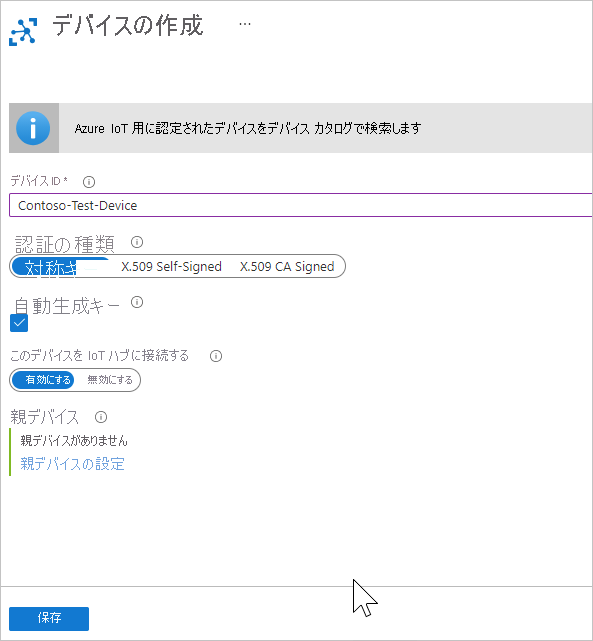 デバイスの作成 ...
Azure IoT 用に認定されたデバイスをデバイス カタログで検索します
デバイス ID *
Contoso-Test-Device
認証の種類
対称キ X.509 Self-Signed X.509 CA Signed
自動生成キー
このデバイスを IoT ハブに接続する
有効にする 無効にする
親デバイス
親デバイスがありません
親デバイスの設定
保存